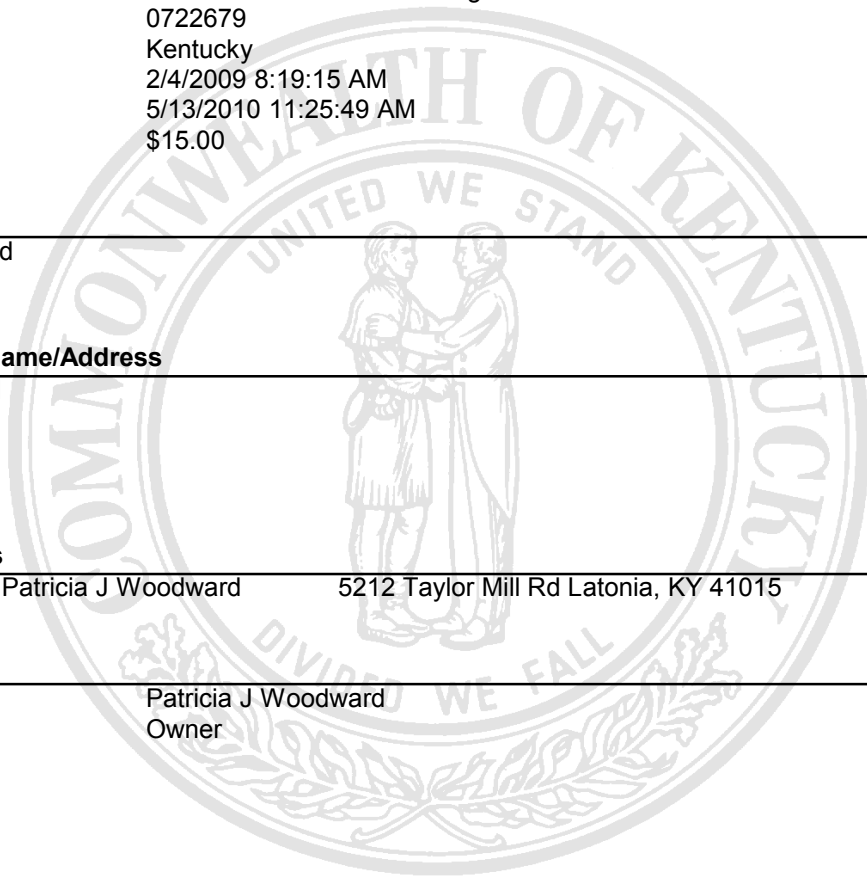 0722679
Kentucky
2/4/2009 8:19:15 AM
5/13/2010 11:25:49 AM
$15.00
COMMONWEALTH OF KENTUCKY
UNITED WE STAND
d
ame/Address
s
Patricia J Woodward 5212 Taylor Mill Rd Latonia, KY 41015
DIVIDED WE FALL
Patricia J Woodward
Owner